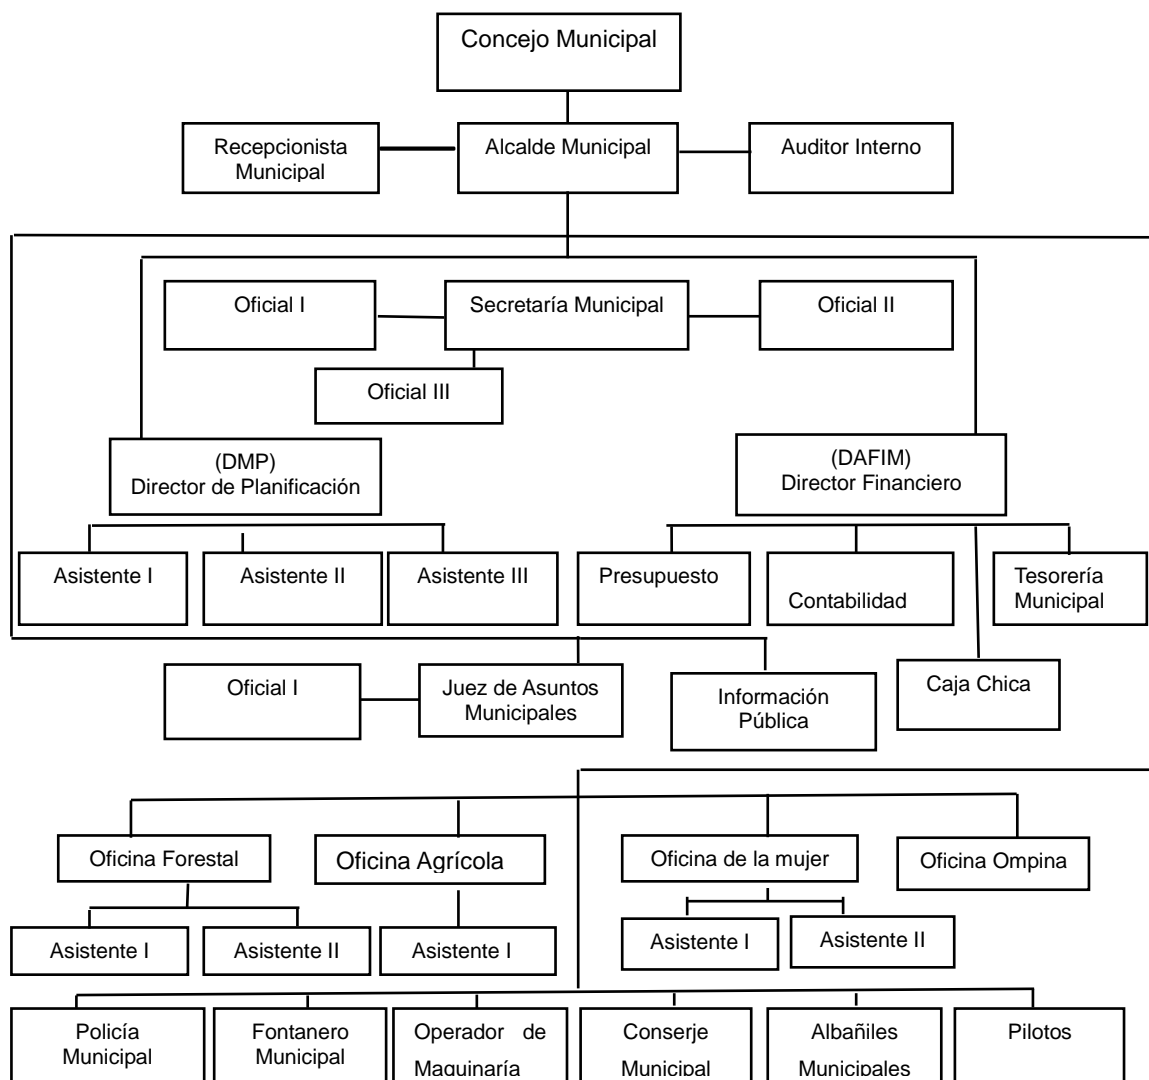 Concejo Municipal
Recepcionista
Municipal
Alcalde Municipal
Auditor Interno
Oficial I
Secretaría Municipal
Oficial II
Oficial III
(DMP)
Director de Planificación
(DAFIM)
Director Financiero
Asistente I
Asistente II
Asistente III
Presupuesto
Contabilidad
Tesorería
Municipal
Oficial I
Juez de Asuntos
Municipales
Información
Pública
Caja Chica
Oficina Forestal
Oficina Agrícola
Oficina de la mujer
Oficina Ompina
Asistente I
Asistente II
Asistente I
Asistente I
Asistente II
Policía
Municipal
Fontanero
Municipal
Operador de
Maquinaría
Conserje
Municipal
Albañiles
Municipales
Pilotos